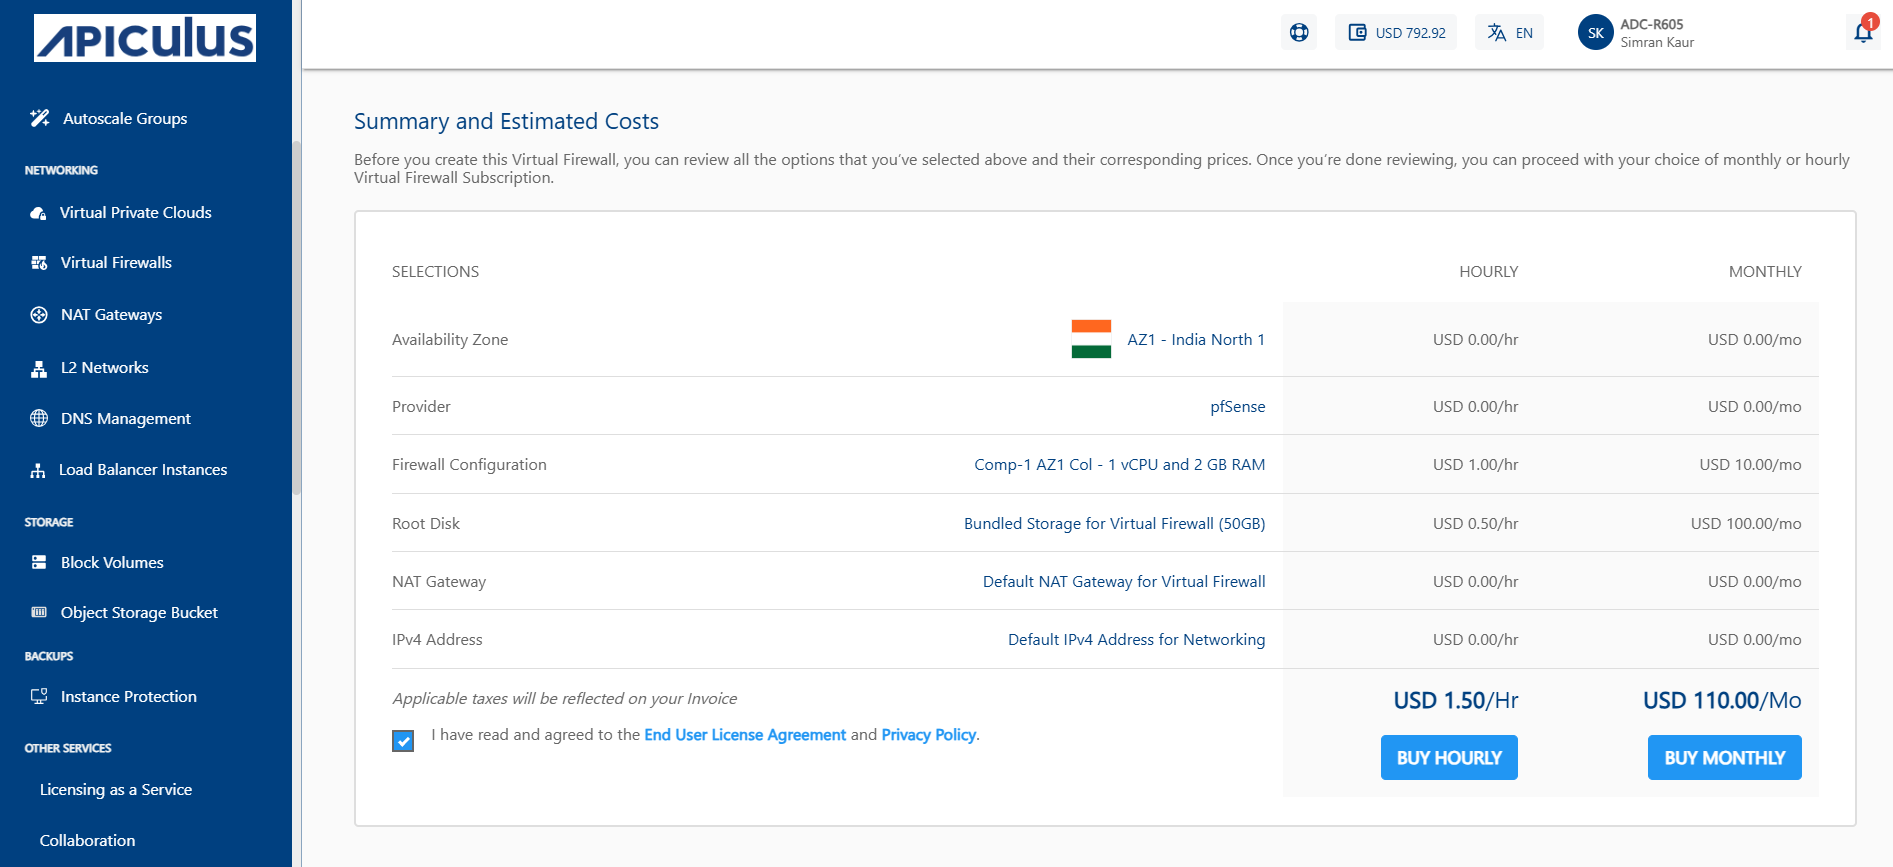 APICULUS
USD 792.92
EN
SK
ADC-R605
Simran Kaur
1
Autoscale Groups
NETWORKING
Virtual Private Clouds
Virtual Firewalls
NAT Gateways
L2 Networks
DNS Management
Load Balancer Instances
STORAGE
Block Volumes
Object Storage Bucket
BACKUPS
Instance Protection
OTHER SERVICES
Licensing as a Service
Collaboration
Summary and Estimated Costs
Before you create this Virtual Firewall, you can review all the options that you’ve selected above and their corresponding prices. Once you’re done reviewing, you can proceed with your choice of monthly or hourly
Virtual Firewall Subscription.
SELECTIONS HOURLY MONTHLY
Availability Zone AZ1 - India North 1 USD 0.00/hr USD 0.00/mo
Provider pfSense USD 0.00/hr USD 0.00/mo
Firewall Configuration Comp-1 AZ1 Col - 1 vCPU and 2 GB RAM USD 1.00/hr USD 10.00/mo
Root Disk Bundled Storage for Virtual Firewall (50GB) USD 0.50/hr USD 100.00/mo
NAT Gateway Default NAT Gateway for Virtual Firewall USD 0.00/hr USD 0.00/mo
IPv4 Address Default IPv4 Address for Networking USD 0.00/hr USD 0.00/mo
Applicable taxes will be reflected on your Invoice USD 1.50/Hr USD 110.00/Mo
I have read and agreed to the End User License Agreement and Privacy Policy.
BUY HOURLY BUY MONTHLY